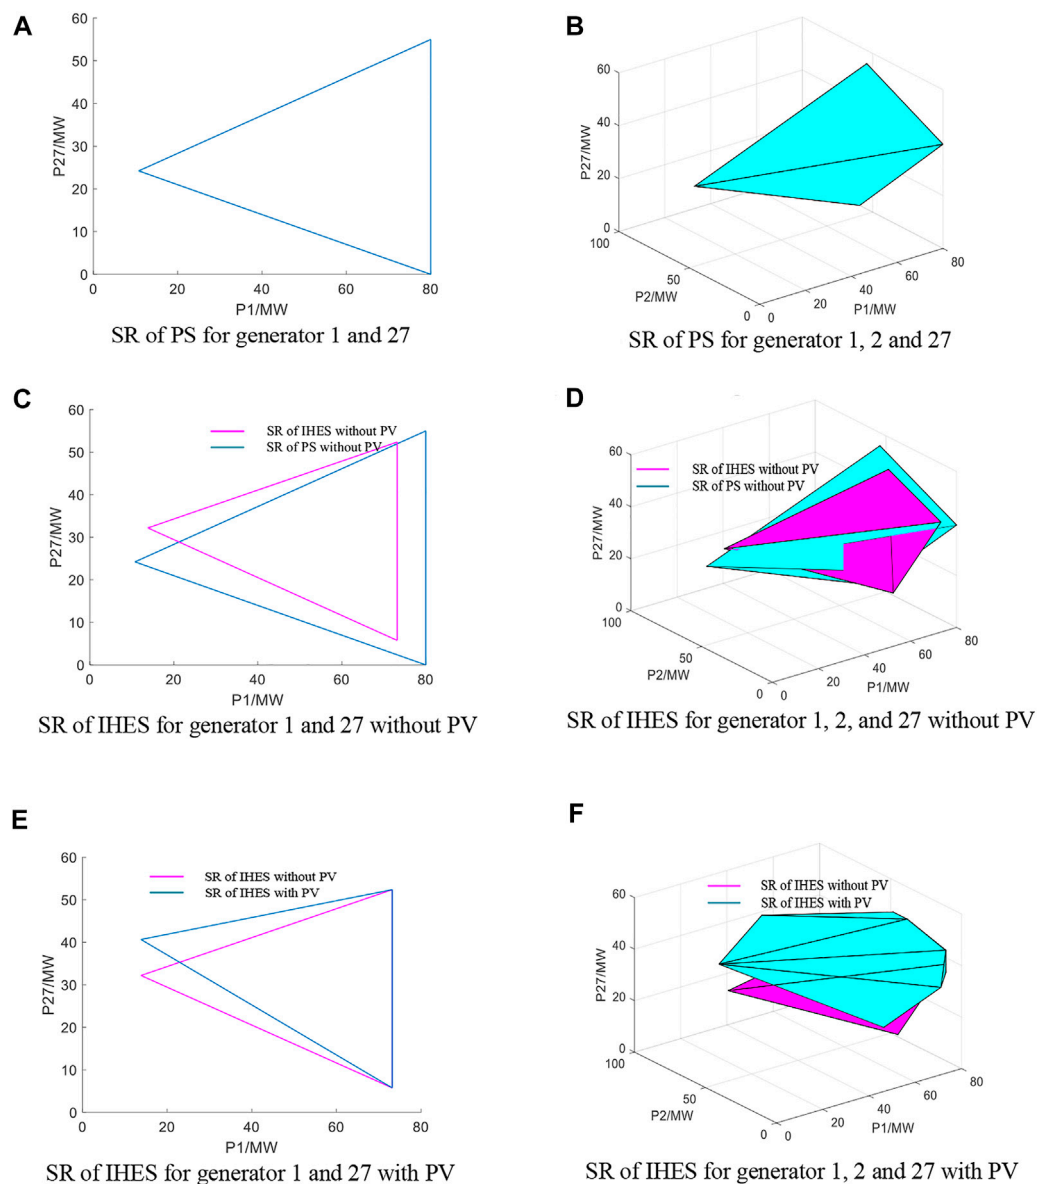 A
60
50
40
30
20
10
0
P27/MW
0 20 40 60 80
P1/MW
SR of PS for generator 1 and 27
B
60
40
20
0
P27/MW
100
50
0
P2/MW
0 20 40 60 80
P1/MW
SR of PS for generator 1, 2 and 27
C
60
50
40
30
20
10
0
P27/MW
SR of IHES without PV
SR of PS without PV
0 20 40 60 80
P1/MW
SR of IHES for generator 1 and 27 without PV
D
60
40
20
0
P27/MW
SR of IHES without PV
SR of PS without PV
100
50
0
P2/MW
0 20 40 60 80
P1/MW
SR of IHES for generator 1, 2, and 27 without PV
E
60
50
40
30
20
10
0
P27/MW
SR of IHES without PV
SR of IHES with PV
0 20 40 60 80
P1/MW
SR of IHES for generator 1 and 27 with PV
F
60
40
20
0
P27/MW
SR of IHES without PV
SR of IHES with PV
100
50
0
P2/MW
0 20 40 60 80
P1/MW
SR of IHES for generator 1, 2 and 27 with PV